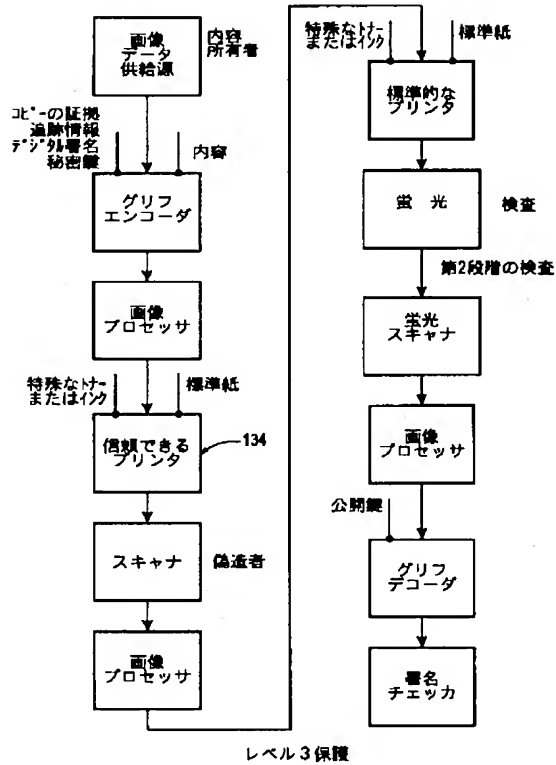 画像
データ
供給源
内容
所有者
コピーの証拠
追跡情報
デジタル署名
秘密鍵
内容
グリフ
エンコーダ
画像
プロセッサ
特殊なトナー
またはインク
標準紙
信頼できる
プリンタ
134
スキャナ
偽造者
画像
プロセッサ
特殊なトナー
またはインク
標準紙
標準的な
プリンタ
蛍光
検査
第2段階の検査
蛍光
スキャナ
画像
プロセッサ
公開鍵
グリフ
デコーダ
署名
チェッカ
レベル3保護